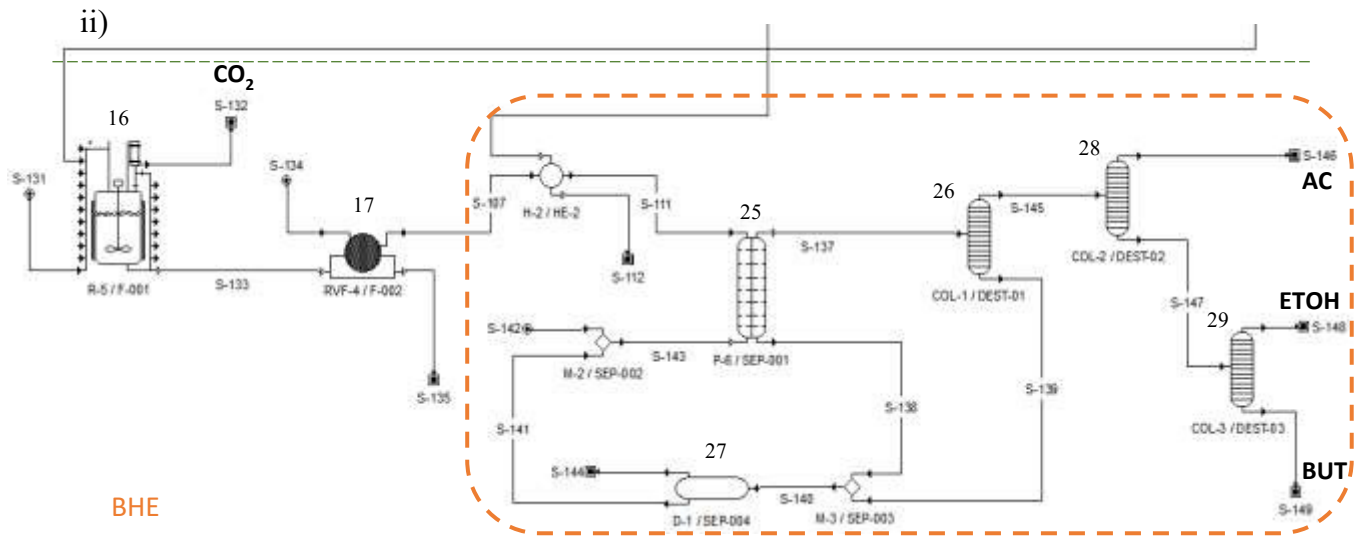 ii)
CO2
S-132
16
S-131
R-5 / F-001
S-133
S-134
17
RVF-4 / F-002
S-135
S-107
H-2 / HE-2
S-112
S-111
25
S-137
P-6 / SEP-001
S-142
M-2 / SEP-002
S-143
S-141
S-138
27
S-144
D-1 / SEP-004
S-140
M-3 / SEP-003
26
COL-1 / DEST-01
S-139
S-145
28
COL-2 / DEST-02
S-146
AC
S-147
29
ETOH
S-148
COL-3 / DEST-03
BUT
S-149
BHE